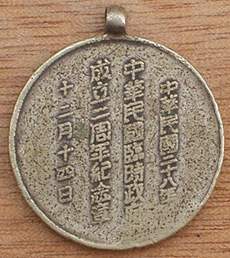 中華民國二十八年
中華民國臨時政府
成立二周年紀念章
十二月十四日